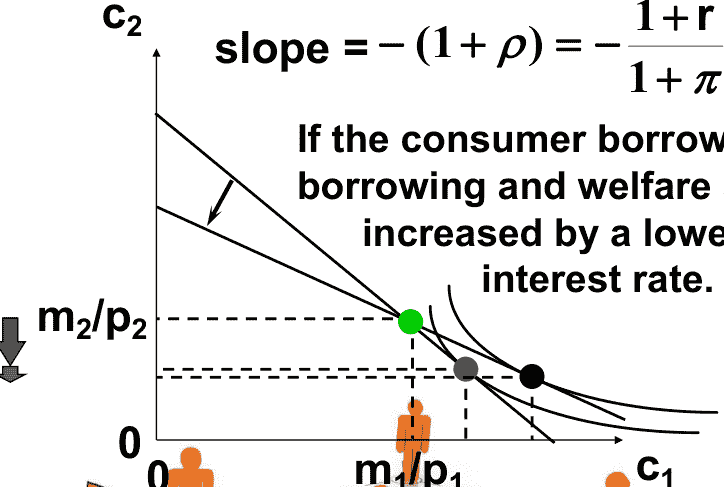 c₂
slope = − (1 + ρ) = − (1 + r) / (1 + π)
If the consumer borrow
borrowing and welfare
increased by a lowe
interest rate.
m₂/p₂
0
0
m₁/p₁
c₁